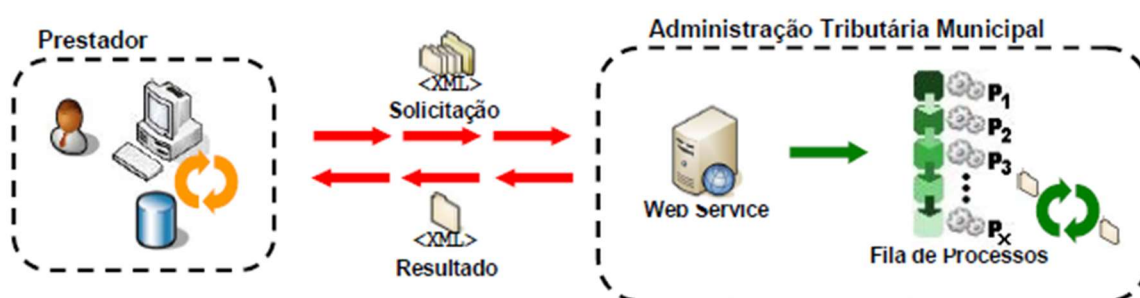 Prestador
<XML>
Solicitação
<XML>
Resultado
Administração Tributária Municipal
Web Service
P1
P2
P3
Px
Fila de Processos